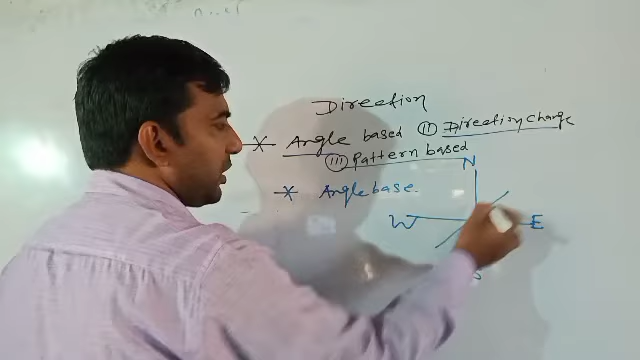 Direction
* Angle based (II) Direction change
(III) Pattern based
* Angle base.
N
W E
S